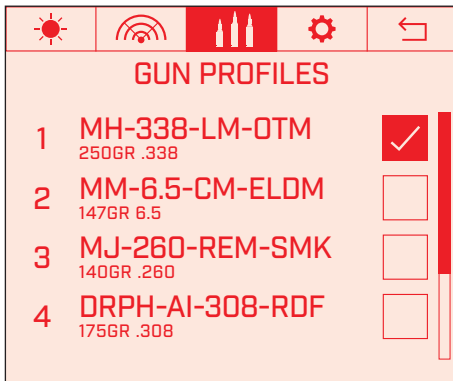 GUN PROFILES
1 MH-338-LM-OTM
250GR .338
2 MM-6.5-CM-ELDM
147GR 6.5
3 MJ-260-REM-SMK
140GR .260
4 DRPH-AI-308-RDF
175GR .308